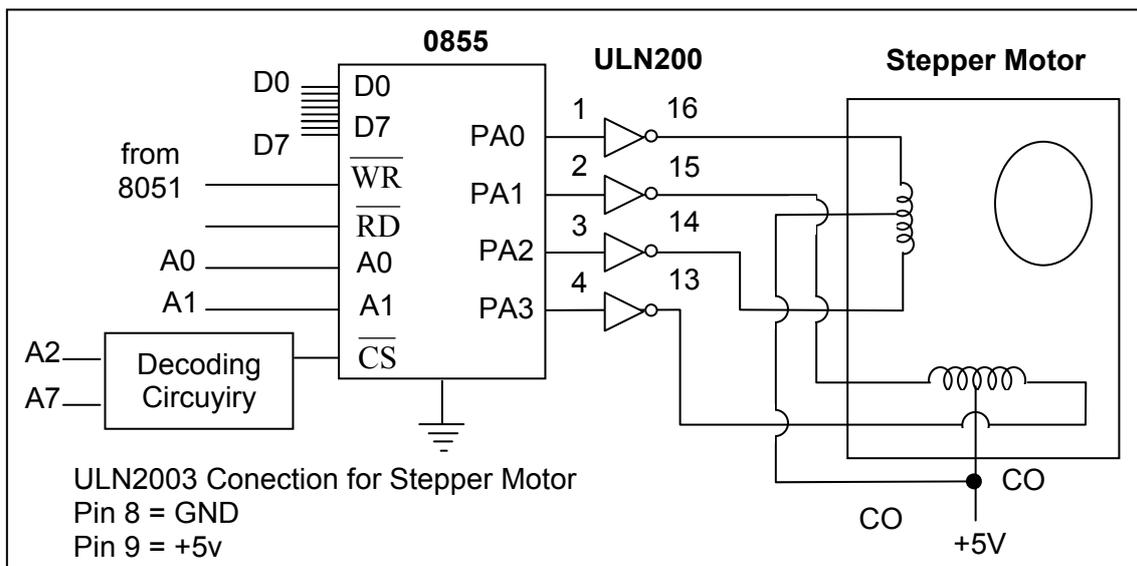 0855
ULN200
Stepper Motor
D0
D0
D7
D7
from
8051
WR
RD
A0
A0
A1
A1
CS
A2
A7
Decoding
Circuyiry
PA0
PA1
PA2
PA3
1
16
2
15
3
14
4
13
ULN2003 Conection for Stepper Motor
Pin 8 = GND
Pin 9 = +5v
CO
CO
+5V